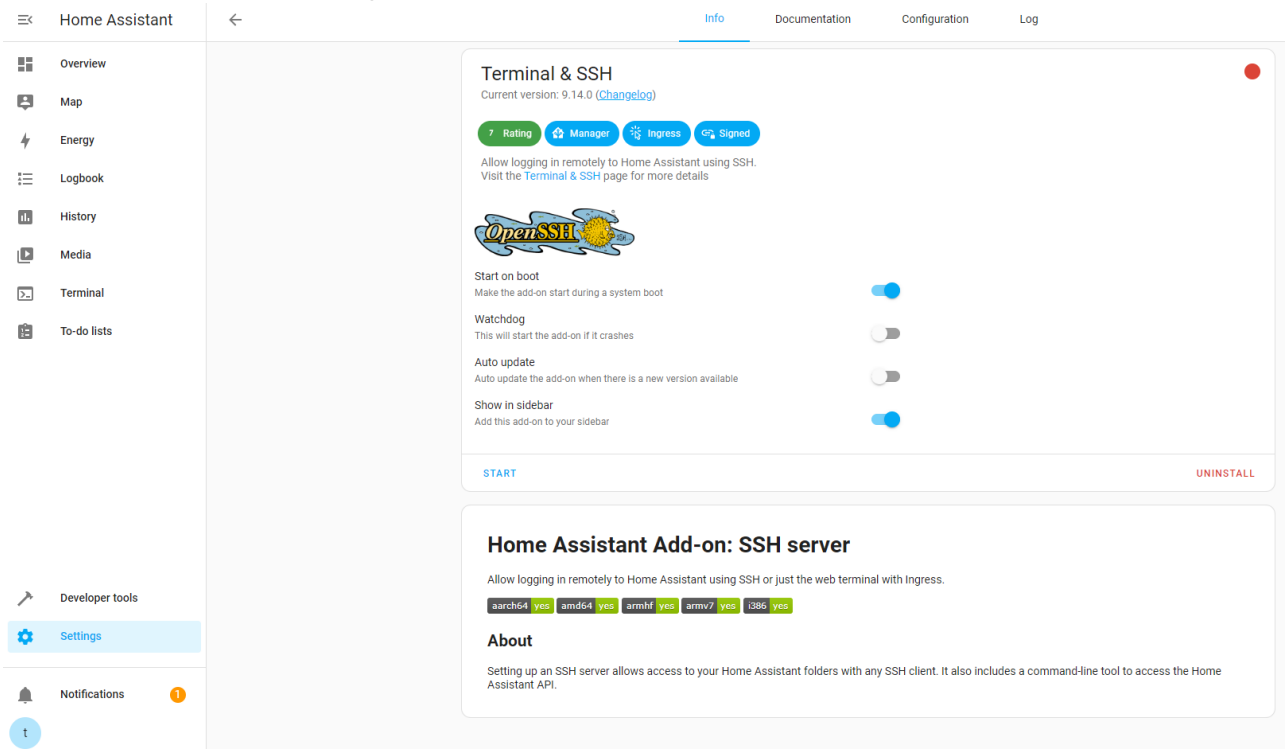 Home Assistant
Info
Documentation
Configuration
Log
Overview
Map
Energy
Logbook
History
Media
Terminal
To-do lists
Developer tools
Settings
Notifications
1
t
Terminal & SSH
Current version: 9.14.0 (Changelog)
7 Rating
Manager
Ingress
Signed
Allow logging in remotely to Home Assistant using SSH.
Visit the Terminal & SSH page for more details
OpenSSH
Start on boot
Make the add-on start during a system boot
Watchdog
This will start the add-on if it crashes
Auto update
Auto update the add-on when there is a new version available
Show in sidebar
Add this add-on to your sidebar
START
UNINSTALL
Home Assistant Add-on: SSH server
Allow logging in remotely to Home Assistant using SSH or just the web terminal with Ingress.
aarch64 yes amd64 yes armhf yes armv7 yes i386 yes
About
Setting up an SSH server allows access to your Home Assistant folders with any SSH client. It also includes a command-line tool to access the Home
Assistant API.